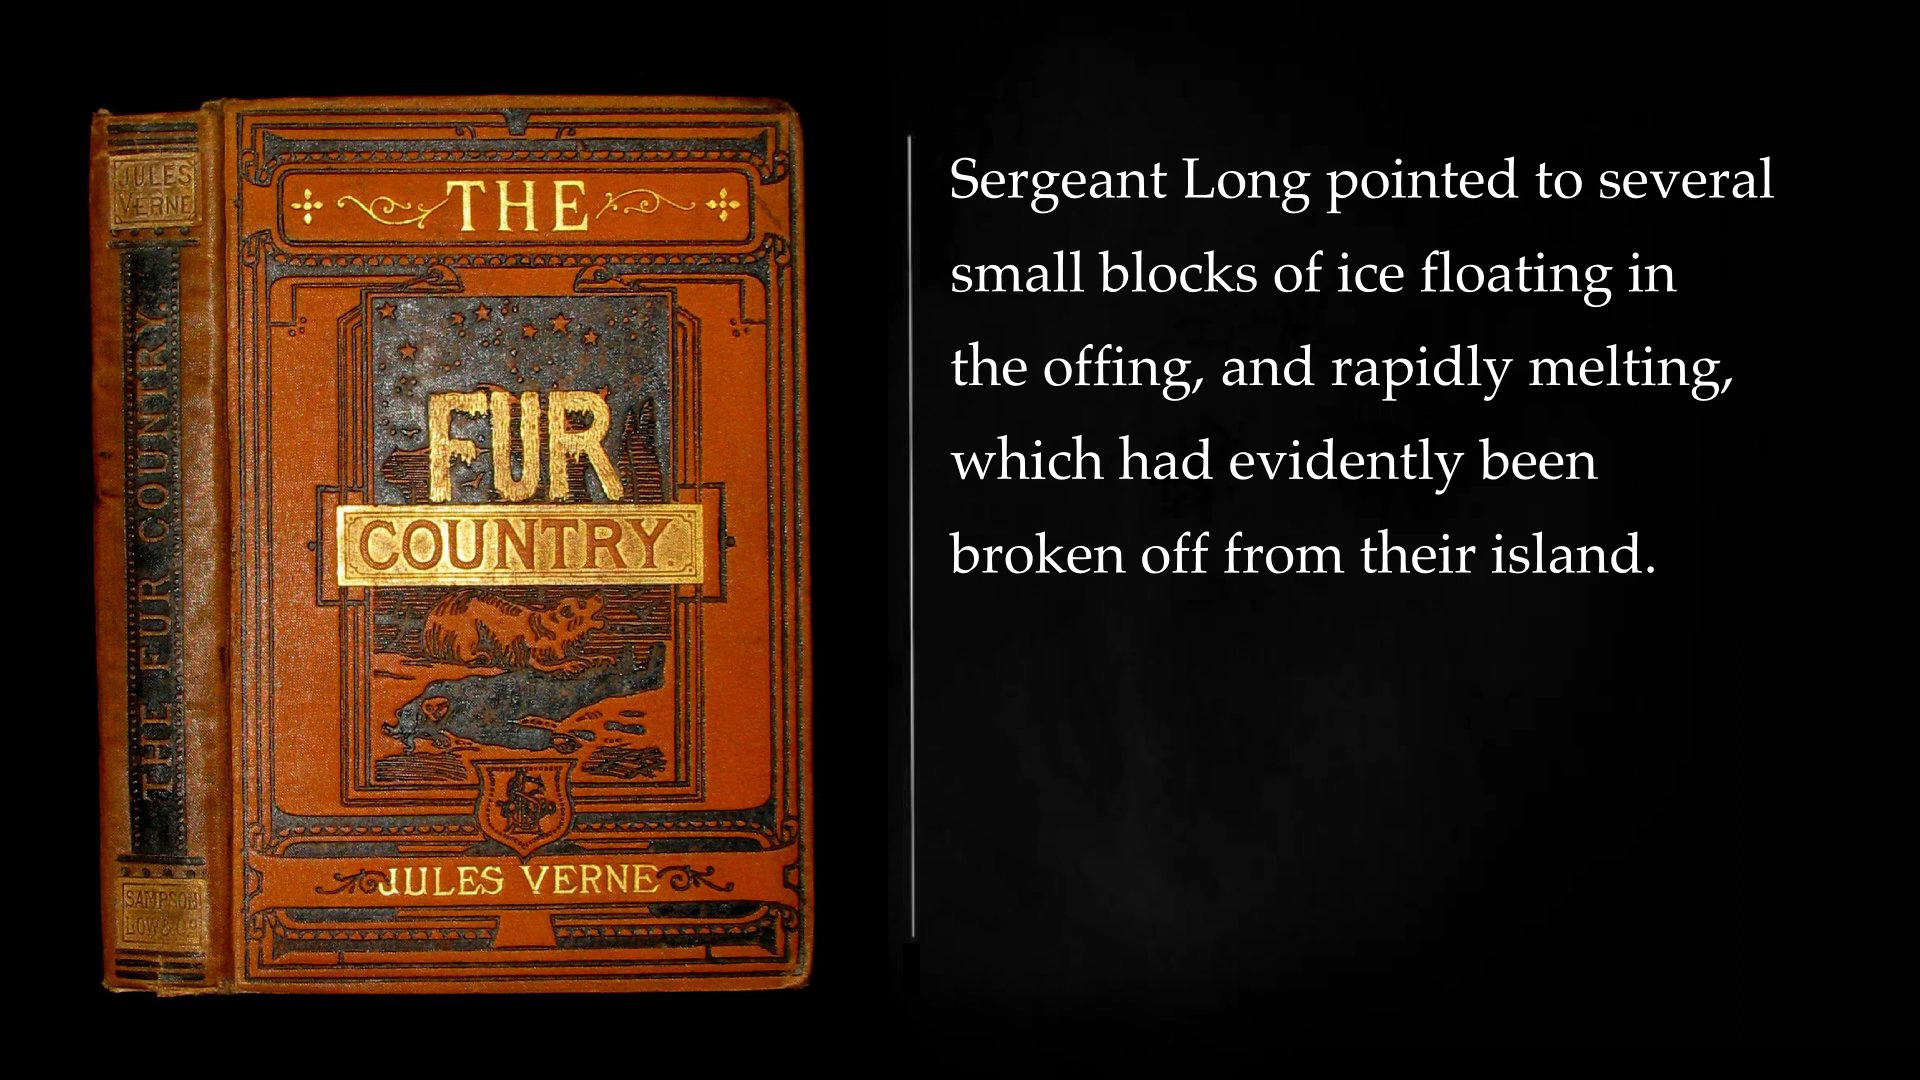 JULES
VERNE
THE FUR COUNTRY.
SAMPSON
LOW & Co
THE
FUR
COUNTRY.
JULES VERNE
Sergeant Long pointed to several
small blocks of ice floating in
the offing, and rapidly melting,
which had evidently been
broken off from their island.